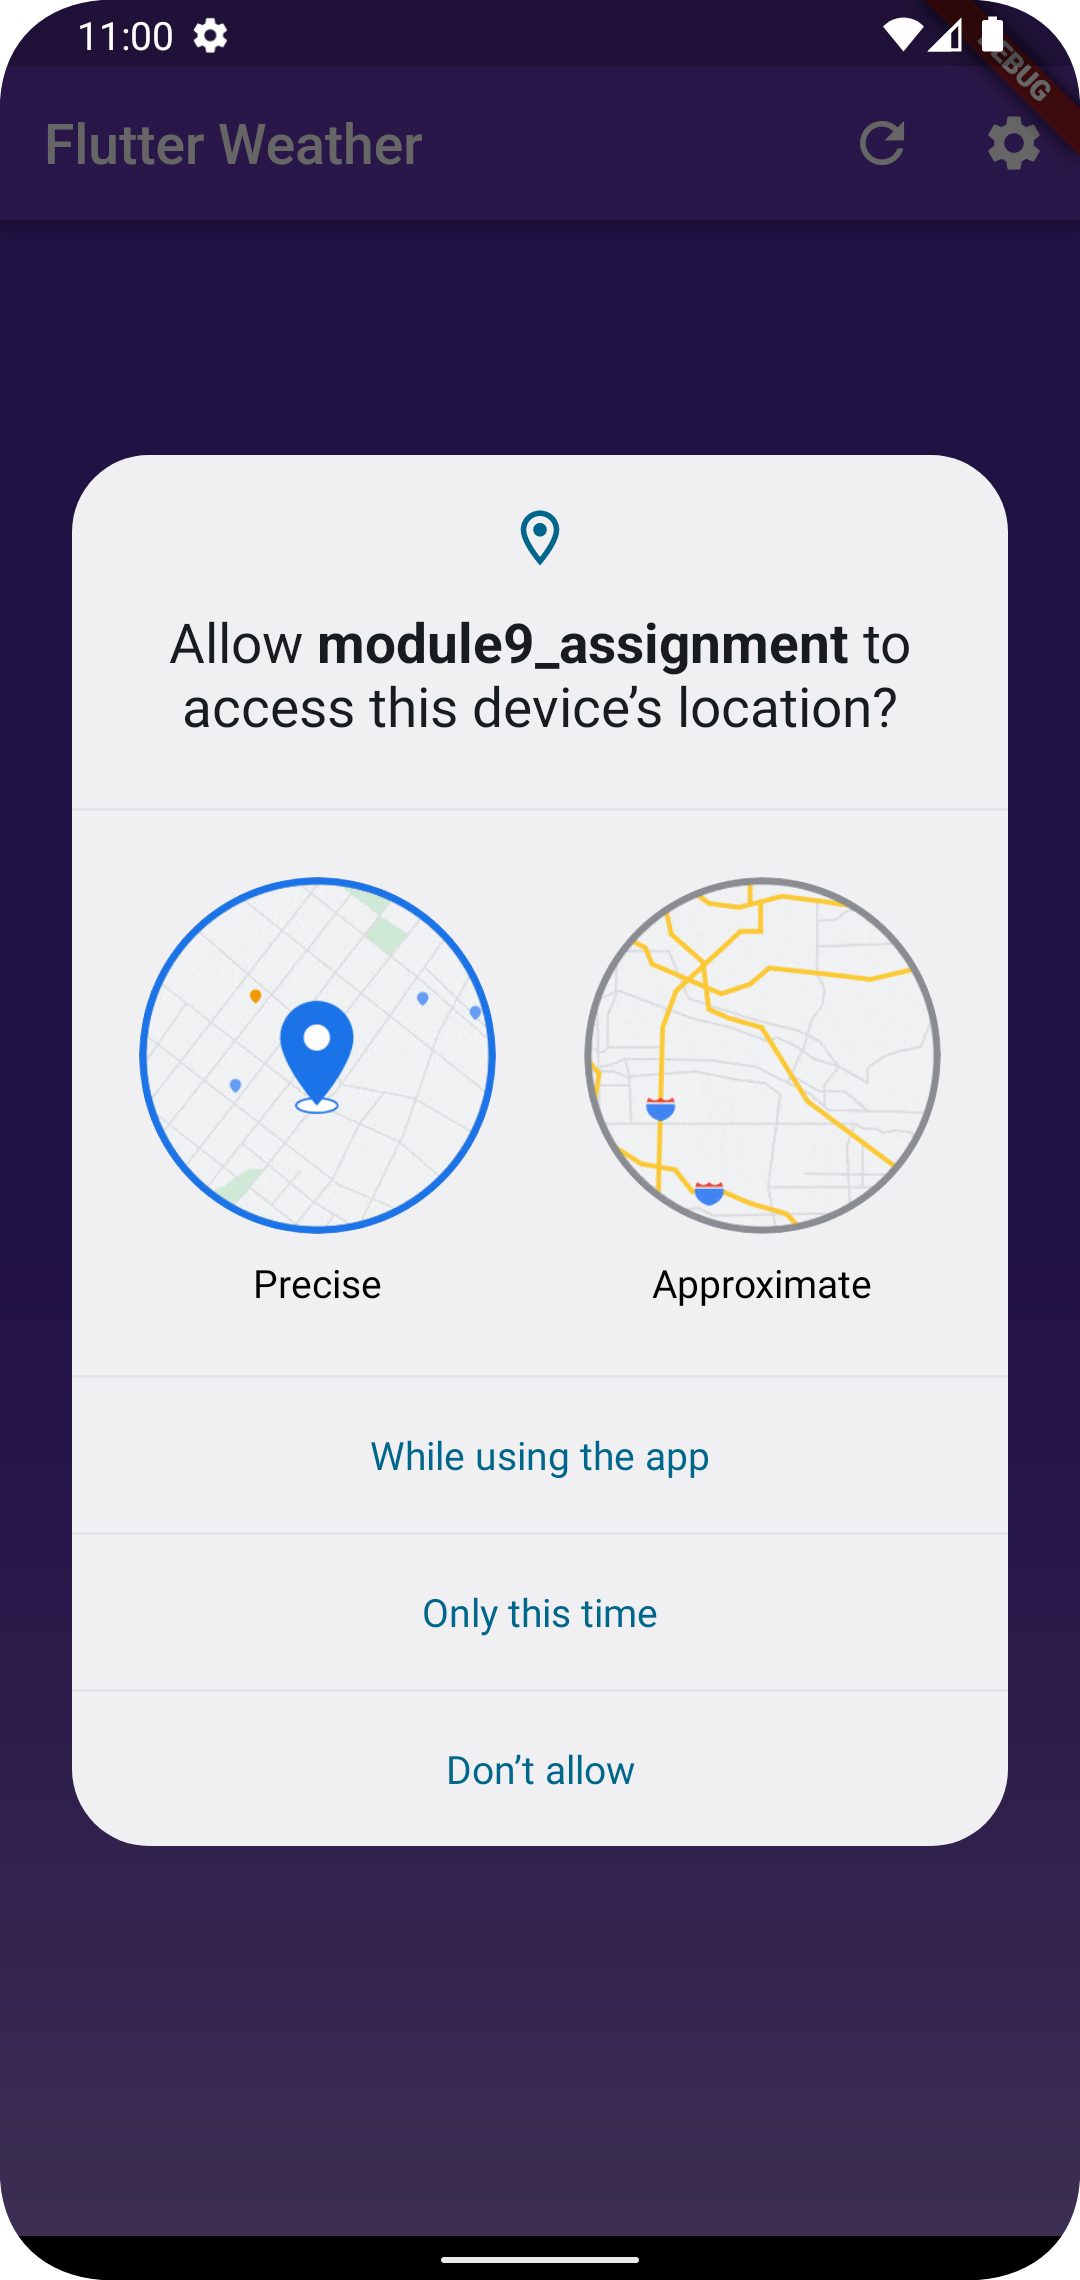 11:00
Flutter Weather
Allow module9_assignment to
access this device’s location?
Precise
Approximate
While using the app
Only this time
Don’t allow